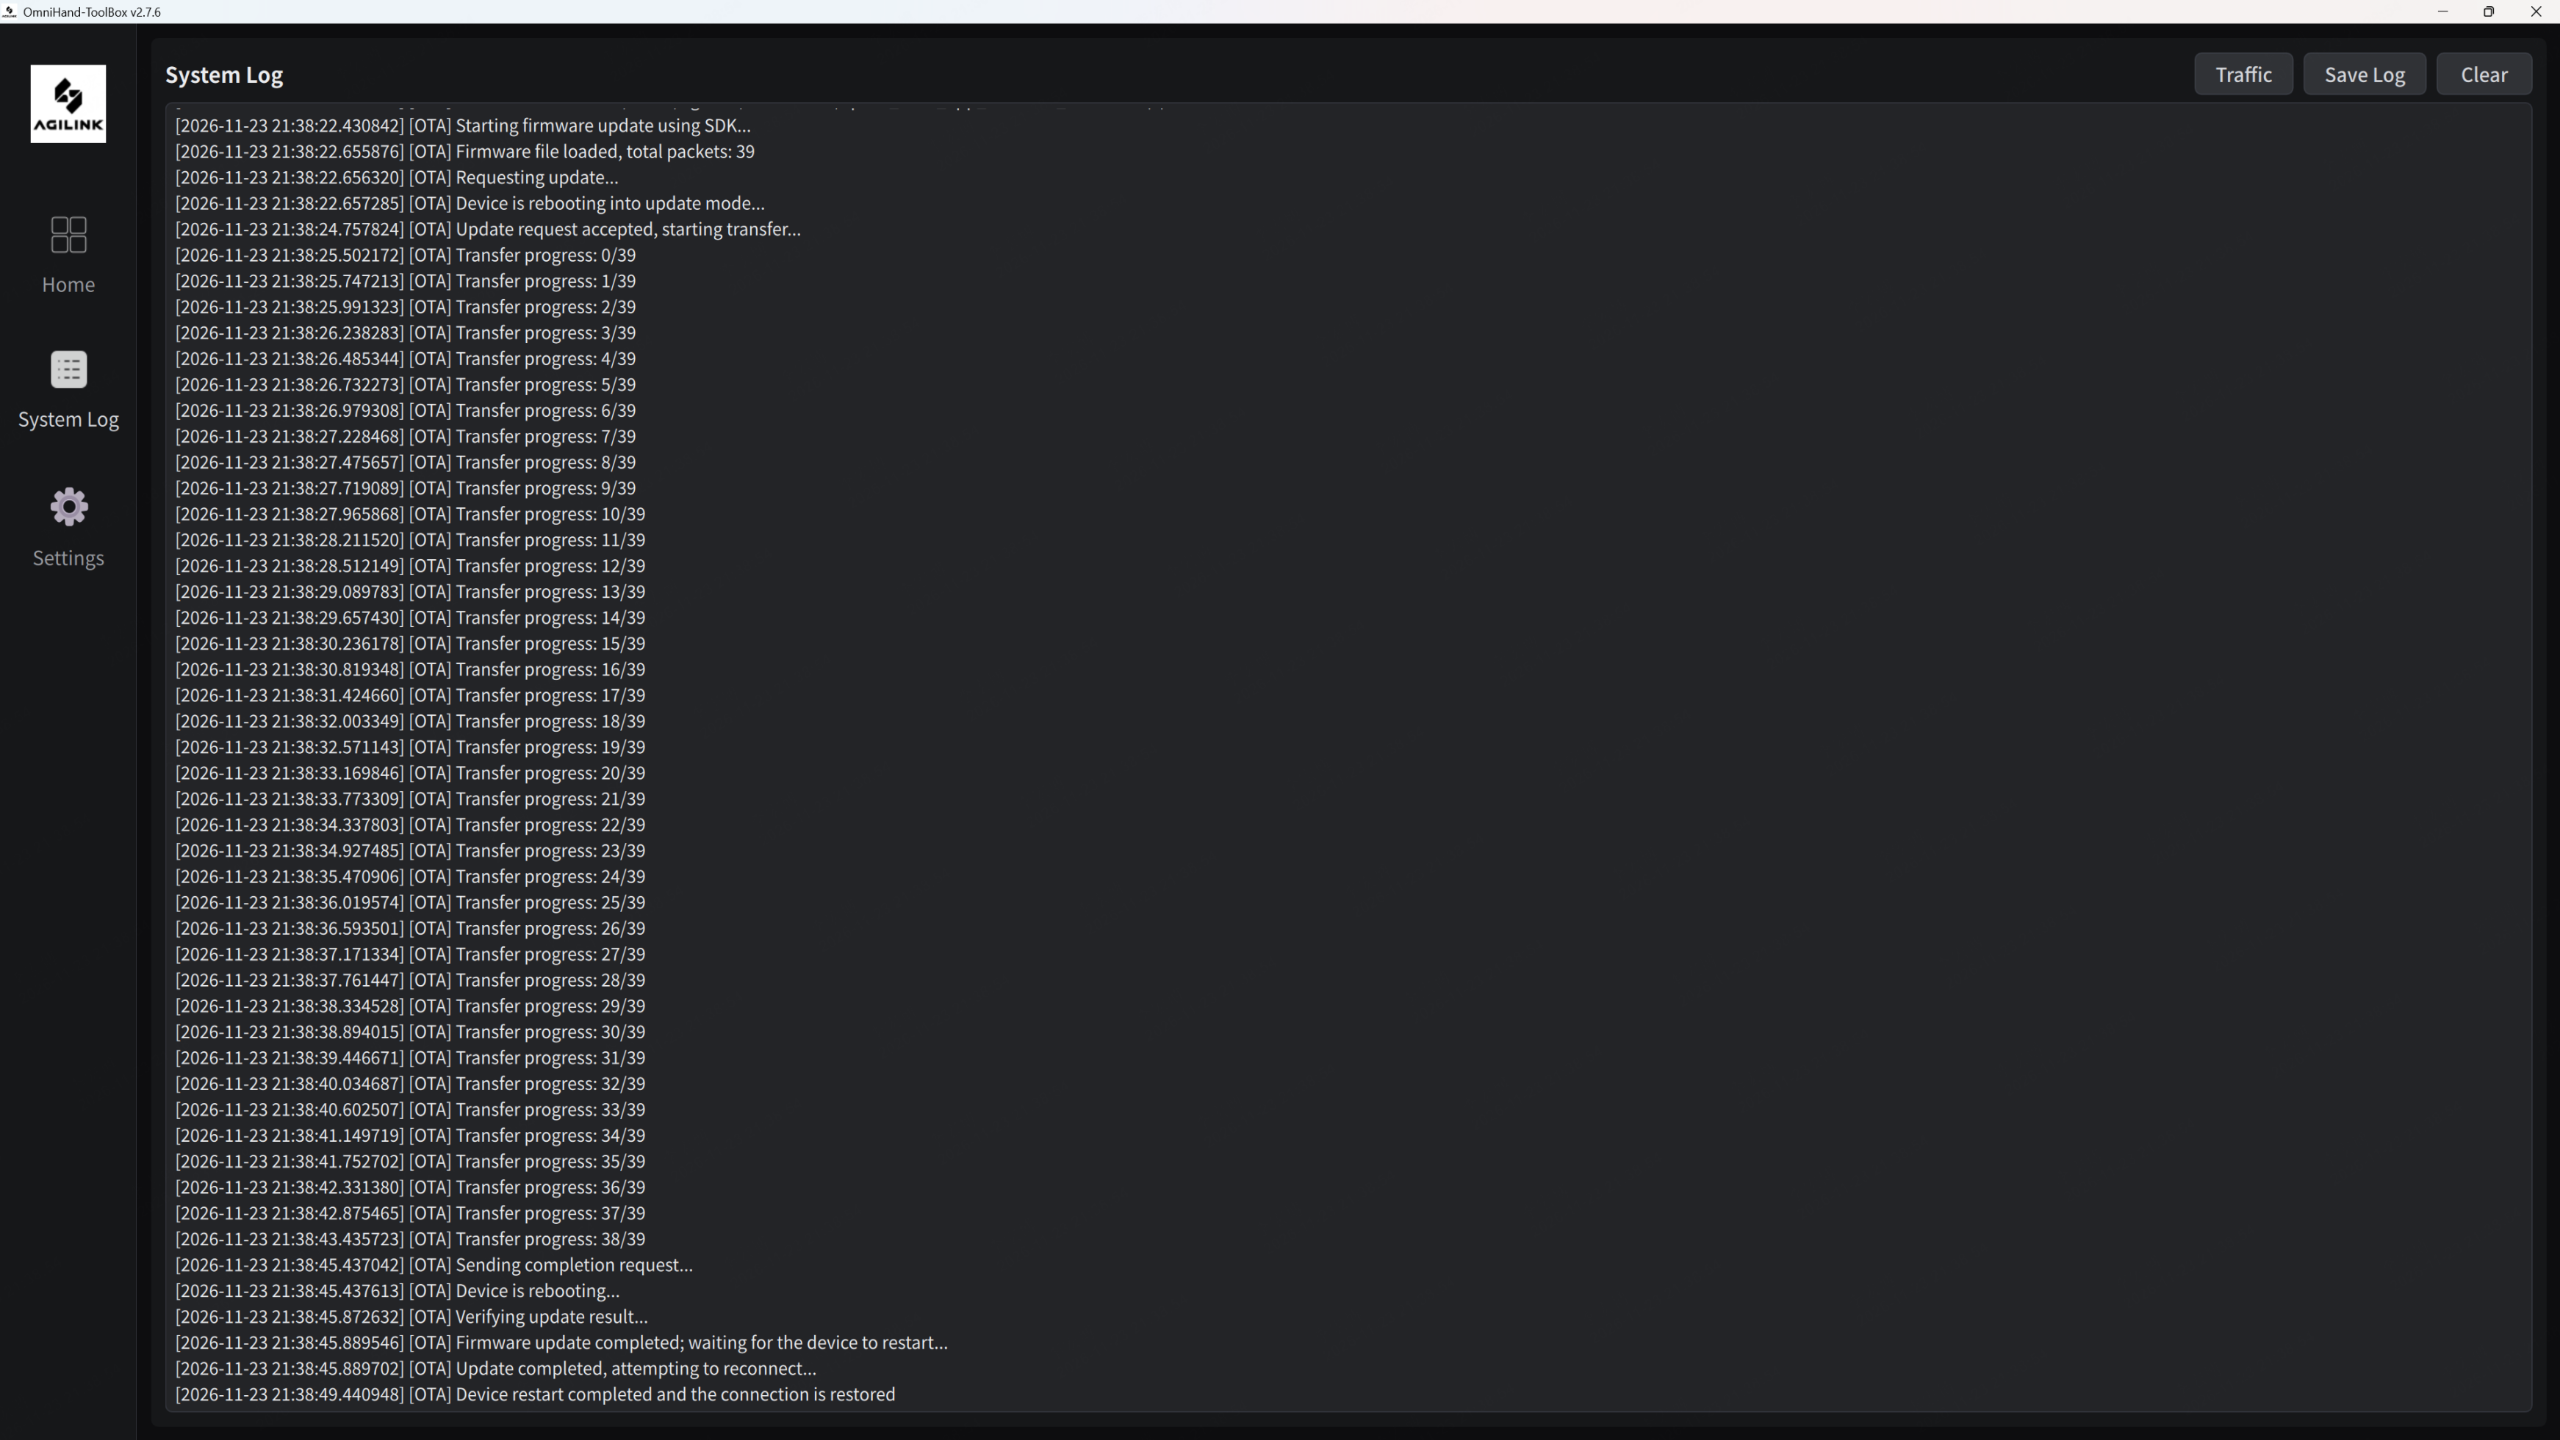 OmniHand-ToolBox v2.7.6
AGILINK
Home
System Log
Settings
System Log
Traffic
Save Log
Clear
[2026-11-23 21:38:22.430842] [OTA] Starting firmware update using SDK...
[2026-11-23 21:38:22.655876] [OTA] Firmware file loaded, total packets: 39
[2026-11-23 21:38:22.656320] [OTA] Requesting update...
[2026-11-23 21:38:22.657285] [OTA] Device is rebooting into update mode...
[2026-11-23 21:38:24.757824] [OTA] Update request accepted, starting transfer...
[2026-11-23 21:38:25.502172] [OTA] Transfer progress: 0/39
[2026-11-23 21:38:25.747213] [OTA] Transfer progress: 1/39
[2026-11-23 21:38:25.991323] [OTA] Transfer progress: 2/39
[2026-11-23 21:38:26.238283] [OTA] Transfer progress: 3/39
[2026-11-23 21:38:26.485344] [OTA] Transfer progress: 4/39
[2026-11-23 21:38:26.732273] [OTA] Transfer progress: 5/39
[2026-11-23 21:38:26.979308] [OTA] Transfer progress: 6/39
[2026-11-23 21:38:27.228468] [OTA] Transfer progress: 7/39
[2026-11-23 21:38:27.475657] [OTA] Transfer progress: 8/39
[2026-11-23 21:38:27.719089] [OTA] Transfer progress: 9/39
[2026-11-23 21:38:27.965868] [OTA] Transfer progress: 10/39
[2026-11-23 21:38:28.211520] [OTA] Transfer progress: 11/39
[2026-11-23 21:38:28.512149] [OTA] Transfer progress: 12/39
[2026-11-23 21:38:29.089783] [OTA] Transfer progress: 13/39
[2026-11-23 21:38:29.657430] [OTA] Transfer progress: 14/39
[2026-11-23 21:38:30.236178] [OTA] Transfer progress: 15/39
[2026-11-23 21:38:30.819348] [OTA] Transfer progress: 16/39
[2026-11-23 21:38:31.424660] [OTA] Transfer progress: 17/39
[2026-11-23 21:38:32.003349] [OTA] Transfer progress: 18/39
[2026-11-23 21:38:32.571143] [OTA] Transfer progress: 19/39
[2026-11-23 21:38:33.169846] [OTA] Transfer progress: 20/39
[2026-11-23 21:38:33.773309] [OTA] Transfer progress: 21/39
[2026-11-23 21:38:34.337803] [OTA] Transfer progress: 22/39
[2026-11-23 21:38:34.927485] [OTA] Transfer progress: 23/39
[2026-11-23 21:38:35.470906] [OTA] Transfer progress: 24/39
[2026-11-23 21:38:36.019574] [OTA] Transfer progress: 25/39
[2026-11-23 21:38:36.593501] [OTA] Transfer progress: 26/39
[2026-11-23 21:38:37.171334] [OTA] Transfer progress: 27/39
[2026-11-23 21:38:37.761447] [OTA] Transfer progress: 28/39
[2026-11-23 21:38:38.334528] [OTA] Transfer progress: 29/39
[2026-11-23 21:38:38.894015] [OTA] Transfer progress: 30/39
[2026-11-23 21:38:39.446671] [OTA] Transfer progress: 31/39
[2026-11-23 21:38:40.034687] [OTA] Transfer progress: 32/39
[2026-11-23 21:38:40.602507] [OTA] Transfer progress: 33/39
[2026-11-23 21:38:41.149719] [OTA] Transfer progress: 34/39
[2026-11-23 21:38:41.752702] [OTA] Transfer progress: 35/39
[2026-11-23 21:38:42.331380] [OTA] Transfer progress: 36/39
[2026-11-23 21:38:42.875465] [OTA] Transfer progress: 37/39
[2026-11-23 21:38:43.435723] [OTA] Transfer progress: 38/39
[2026-11-23 21:38:45.437042] [OTA] Sending completion request...
[2026-11-23 21:38:45.437613] [OTA] Device is rebooting...
[2026-11-23 21:38:45.872632] [OTA] Verifying update result...
[2026-11-23 21:38:45.889546] [OTA] Firmware update completed; waiting for the device to restart...
[2026-11-23 21:38:45.889702] [OTA] Update completed, attempting to reconnect...
[2026-11-23 21:38:49.440948] [OTA] Device restart completed and the connection is restored